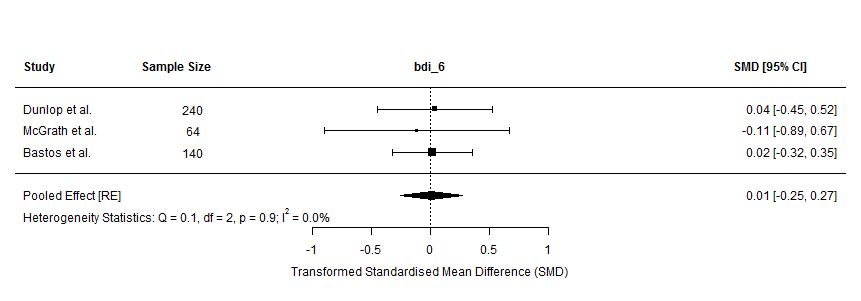 Study Sample Size bdi_6 SMD [95% CI]
Dunlop et al. 240 0.04 [-0.45, 0.52]
McGrath et al. 64 -0.11 [-0.89, 0.67]
Bastos et al. 140 0.02 [-0.32, 0.35]
Pooled Effect [RE] 0.01 [-0.25, 0.27]
Heterogeneity Statistics: Q = 0.1, df = 2, p = 0.9; I² = 0.0%
-1 -0.5 0 0.5 1
Transformed Standardised Mean Difference (SMD)